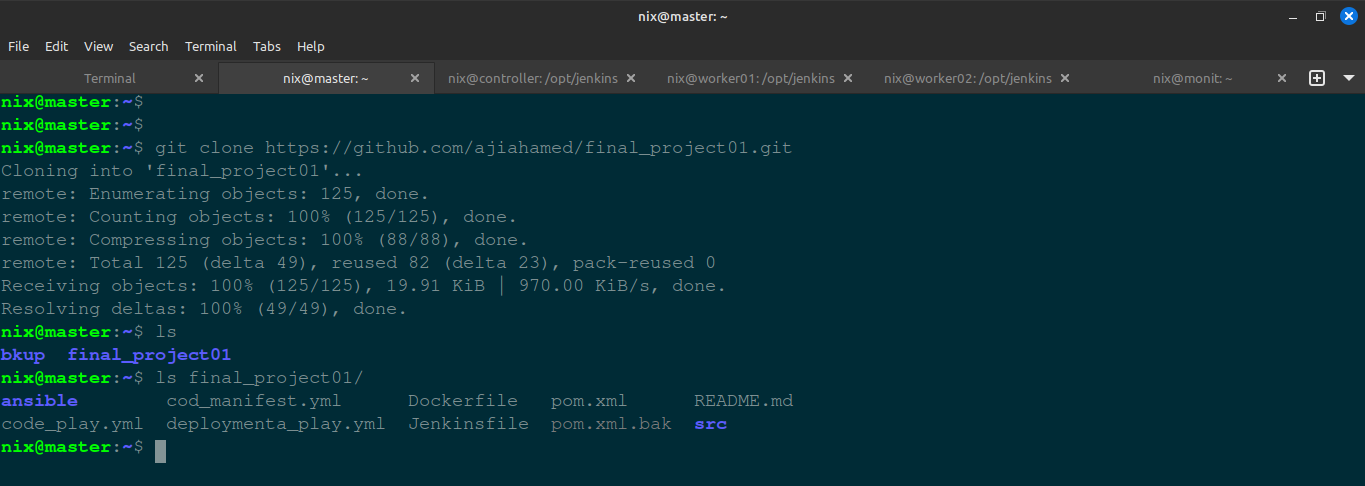 nix@master: ~
File Edit View Search Terminal Tabs Help
Terminal nix@master: ~ nix@controller: /opt/jenkins nix@worker01: /opt/jenkins nix@worker02: /opt/jenkins nix@monit: ~
nix@master:~$
nix@master:~$
nix@master:~$ git clone https://github.com/ajiahamed/final_project01.git
Cloning into 'final_project01'...
remote: Enumerating objects: 125, done.
remote: Counting objects: 100% (125/125), done.
remote: Compressing objects: 100% (88/88), done.
remote: Total 125 (delta 49), reused 82 (delta 23), pack-reused 0
Receiving objects: 100% (125/125), 19.91 KiB | 970.00 KiB/s, done.
Resolving deltas: 100% (49/49), done.
nix@master:~$ ls
bkup  final_project01
nix@master:~$ ls final_project01/
ansible        cod_manifest.yml      Dockerfile   pom.xml      README.md
code_play.yml  deploymenta_play.yml  Jenkinsfile  pom.xml.bak  src
nix@master:~$